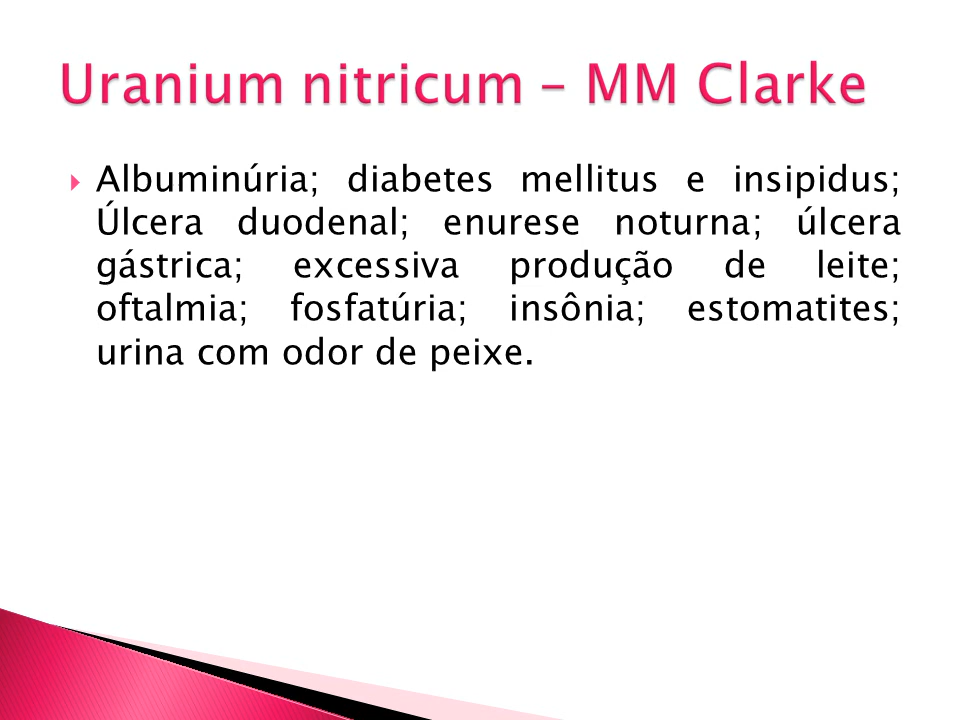 Uranium nitricum – MM Clarke
Albuminúria; diabetes mellitus e insipidus;
Úlcera duodenal; enurese noturna; úlcera
gástrica; excessiva produção de leite;
oftalmia; fosfatúria; insônia; estomatites;
urina com odor de peixe.